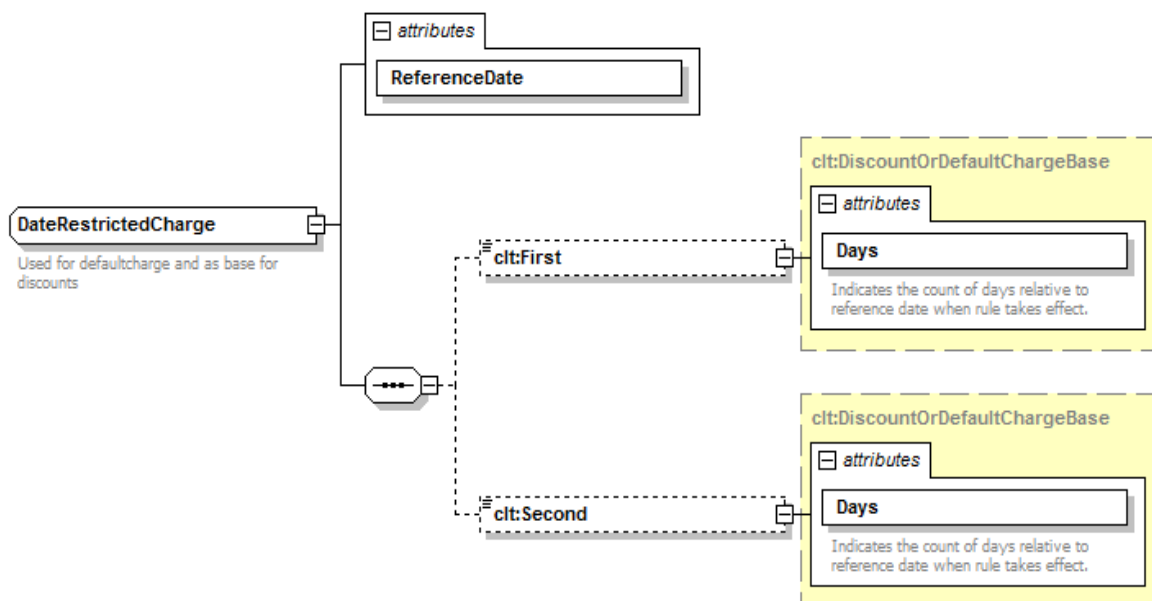 attributes
ReferenceDate
DateRestrictedCharge
Used for defaultcharge and as base for
discounts
clt:DiscountOrDefaultChargeBase
attributes
clt:First
Days
Indicates the count of days relative to
reference date when rule takes effect.
clt:DiscountOrDefaultChargeBase
attributes
clt:Second
Days
Indicates the count of days relative to
reference date when rule takes effect.